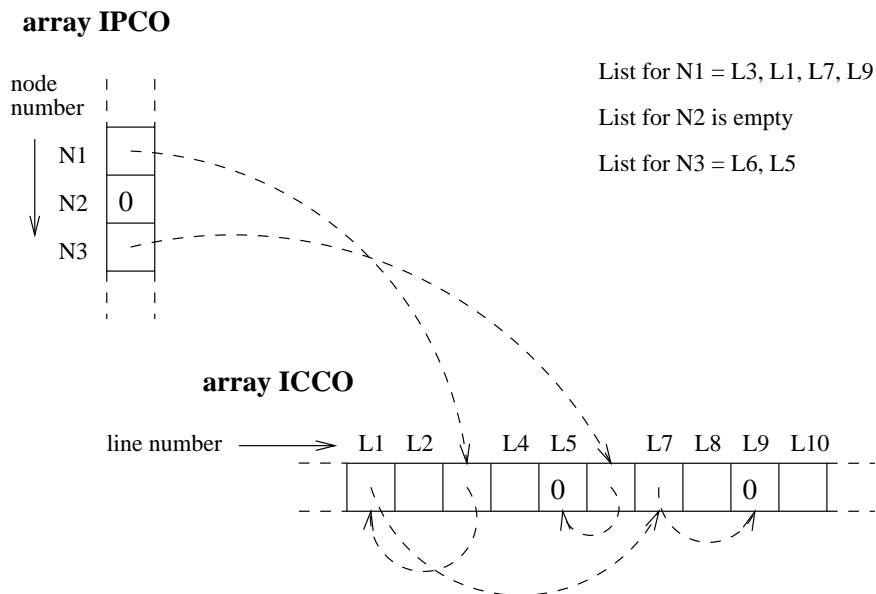 array IPCO
List for N1 = L3, L1, L7, L9
node
number
List for N2 is empty
N1
List for N3 = L6, L5
N2
0
N3
array ICCO
line number
L1 L2 L4 L5 L7 L8 L9 L10
0 0